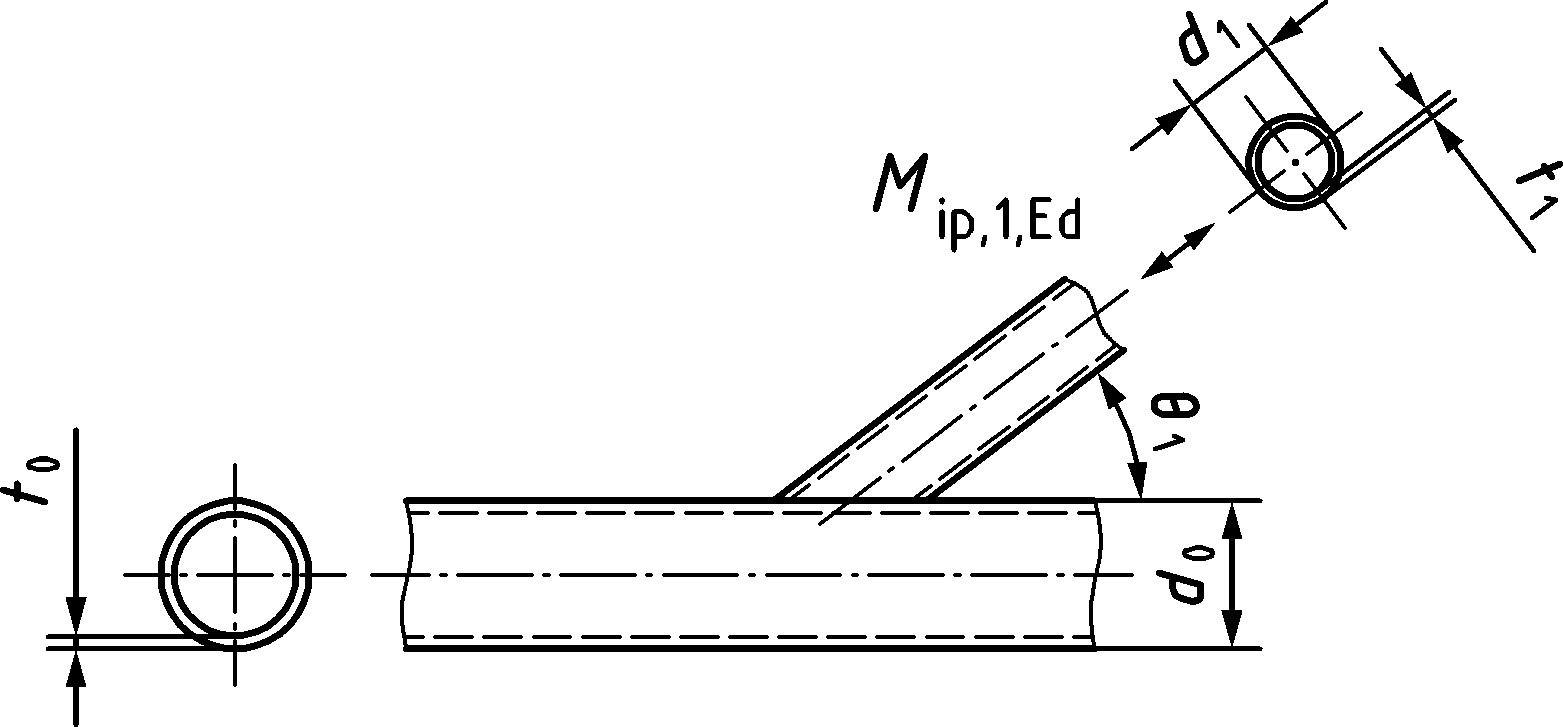 d1
t1
Mip,1,Ed
θ1
t0
d0